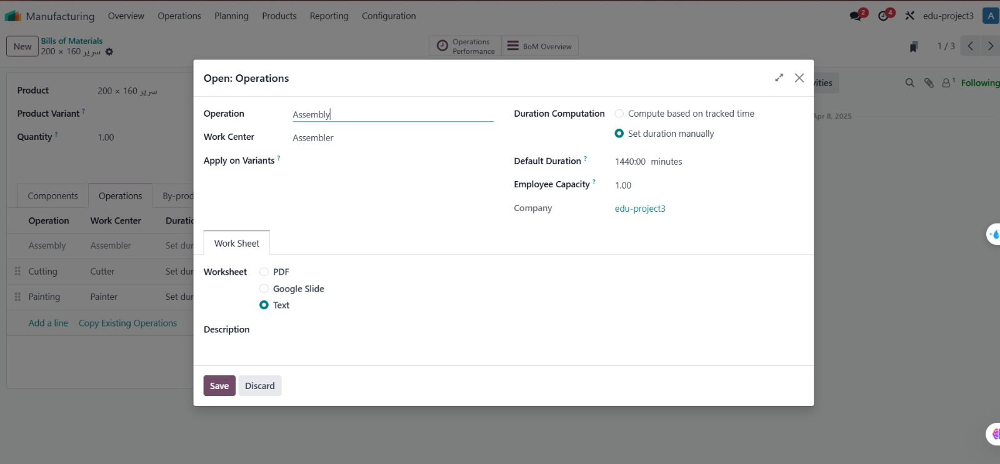 Manufacturing Overview Operations Planning Products Reporting Configuration 2 4 edu-project3 A
New Bills of Materials
سرير 160 × 200
Operations Performance BoM Overview 1 / 3
Open: Operations
Product سرير 160 × 200
Product Variant ?
Quantity ? 1.00
vities 1 Following
Apr 8, 2025
Operation Assembly
Work Center Assembler
Apply on Variants ?
Duration Computation Compute based on tracked time
Set duration manually
Default Duration ? 1440:00 minutes
Employee Capacity ? 1.00
Company edu-project3
Components Operations By-prod
Operation Work Center Duratio
Assembly Assembler Set dur
Cutting Cutter Set dur
Painting Painter Set dur
Add a line Copy Existing Operations
Work Sheet
Worksheet PDF
Google Slide
Text
Description
Save Discard